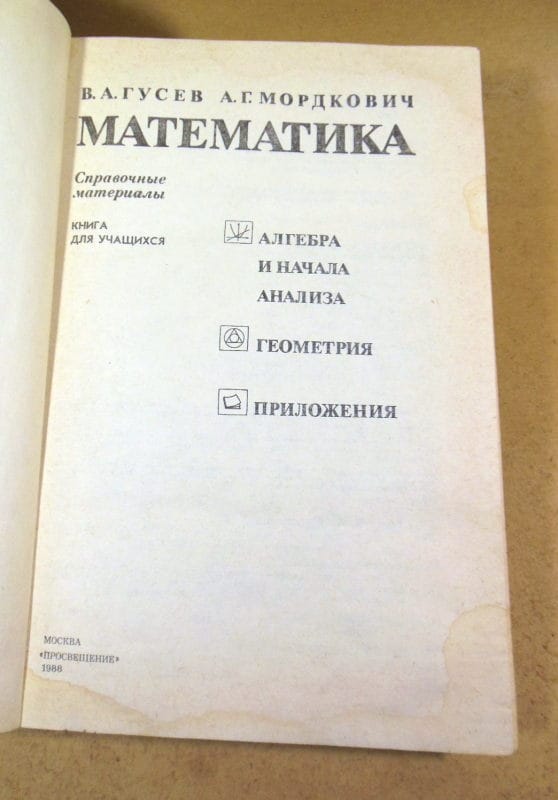 В.А.ГУСЕВ А.Г.МОРДКОВИЧ
МАТЕМАТИКА
Справочные
материалы
КНИГА
ДЛЯ УЧАЩИХСЯ
АЛГЕБРА
И НАЧАЛА
АНАЛИЗА
ГЕОМЕТРИЯ
ПРИЛОЖЕНИЯ
МОСКВА
«ПРОСВЕЩЕНИЕ»
1988